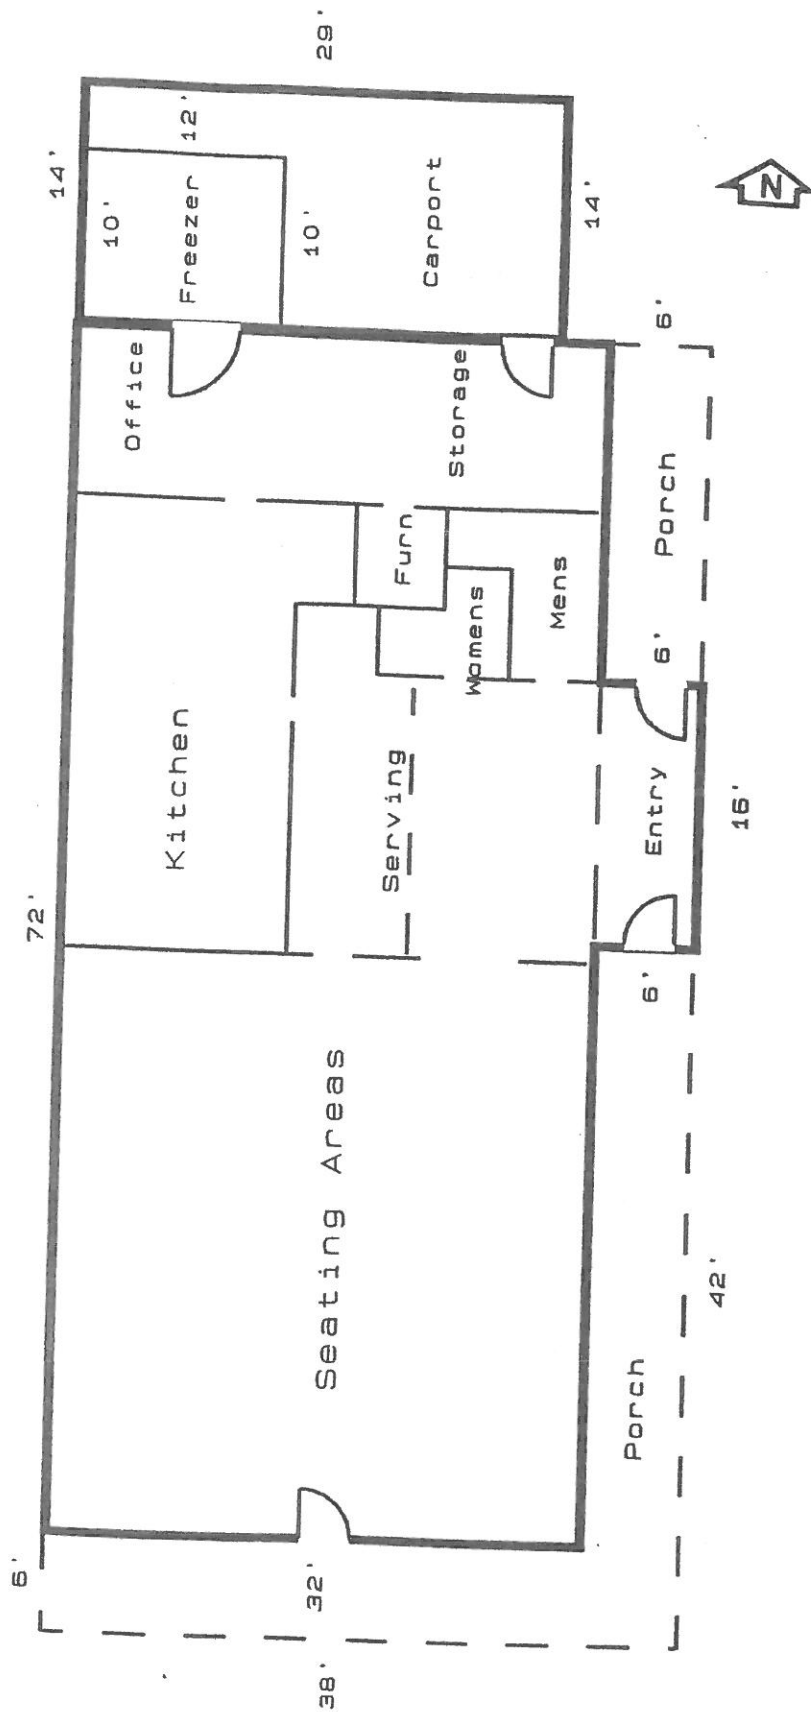 6'
72'
14'
10'
Office
12'
Kitchen
Freezer
38'
32'
Seating Areas
10'
29'
Serving
Furn
Carport
Storage
Womens
Mens
14'
Porch
6'
Entry
6'
Porch
6'
42'
16'
N